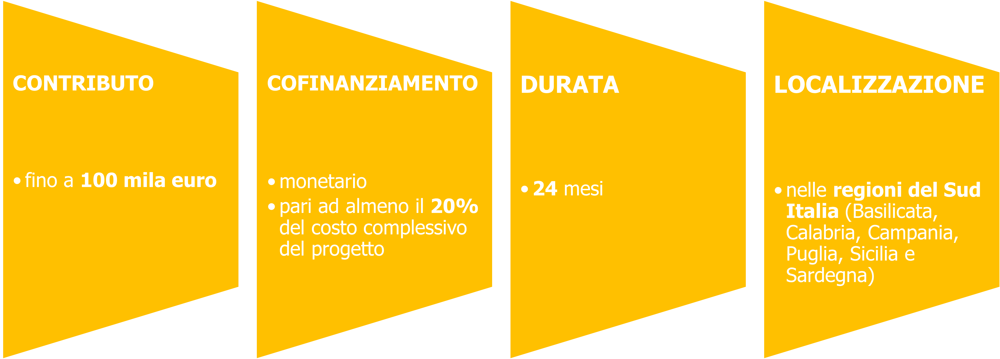 CONTRIBUTO
• fino a 100 mila euro
COFINANZIAMENTO
• monetario
• pari ad almeno il 20%
del costo complessivo
del progetto
DURATA
• 24 mesi
LOCALIZZAZIONE
• nelle regioni del Sud
Italia (Basilicata,
Calabria, Campania,
Puglia, Sicilia e
Sardegna)